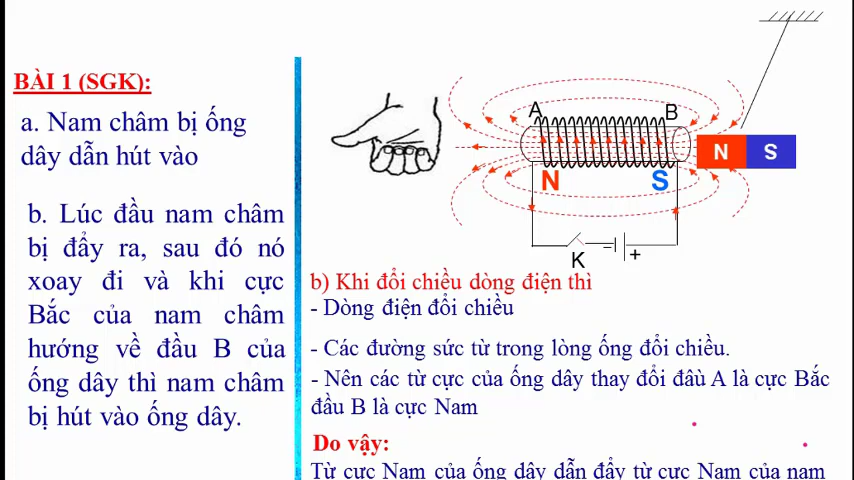 BÀI 1 (SGK):
a. Nam châm bị ống
dây dẫn hút vào
b. Lúc đầu nam châm
bị đẩy ra, sau đó nó
xoay đi và khi cực
Bắc của nam châm
hướng về đầu B của
ống dây thì nam châm
bị hút vào ống dây.
A
B
N
S
N
S
K
+
b) Khi đổi chiều dòng điện thì
- Dòng điện đổi chiều
- Các đường sức từ trong lòng ống đổi chiều.
- Nên các từ cực của ống dây thay đổi đâù A là cực Bắc
đầu B là cực Nam
Do vậy:
Từ cực Nam của ống dây dẫn đẩy từ cực Nam của nam